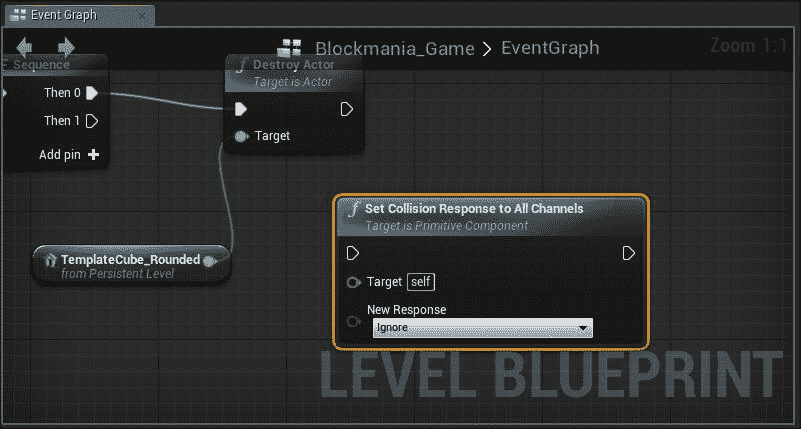 Event Graph
Blockmania_Game > EventGraph
Zoom 1:1
Sequence
Then 0
Then 1
Add pin
Destroy Actor
Target is Actor
Target
TemplateCube_Rounded
from Persistent Level
Set Collision Response to All Channels
Target is Primitive Component
Target self
New Response
Ignore
LEVEL BLUEPRINT